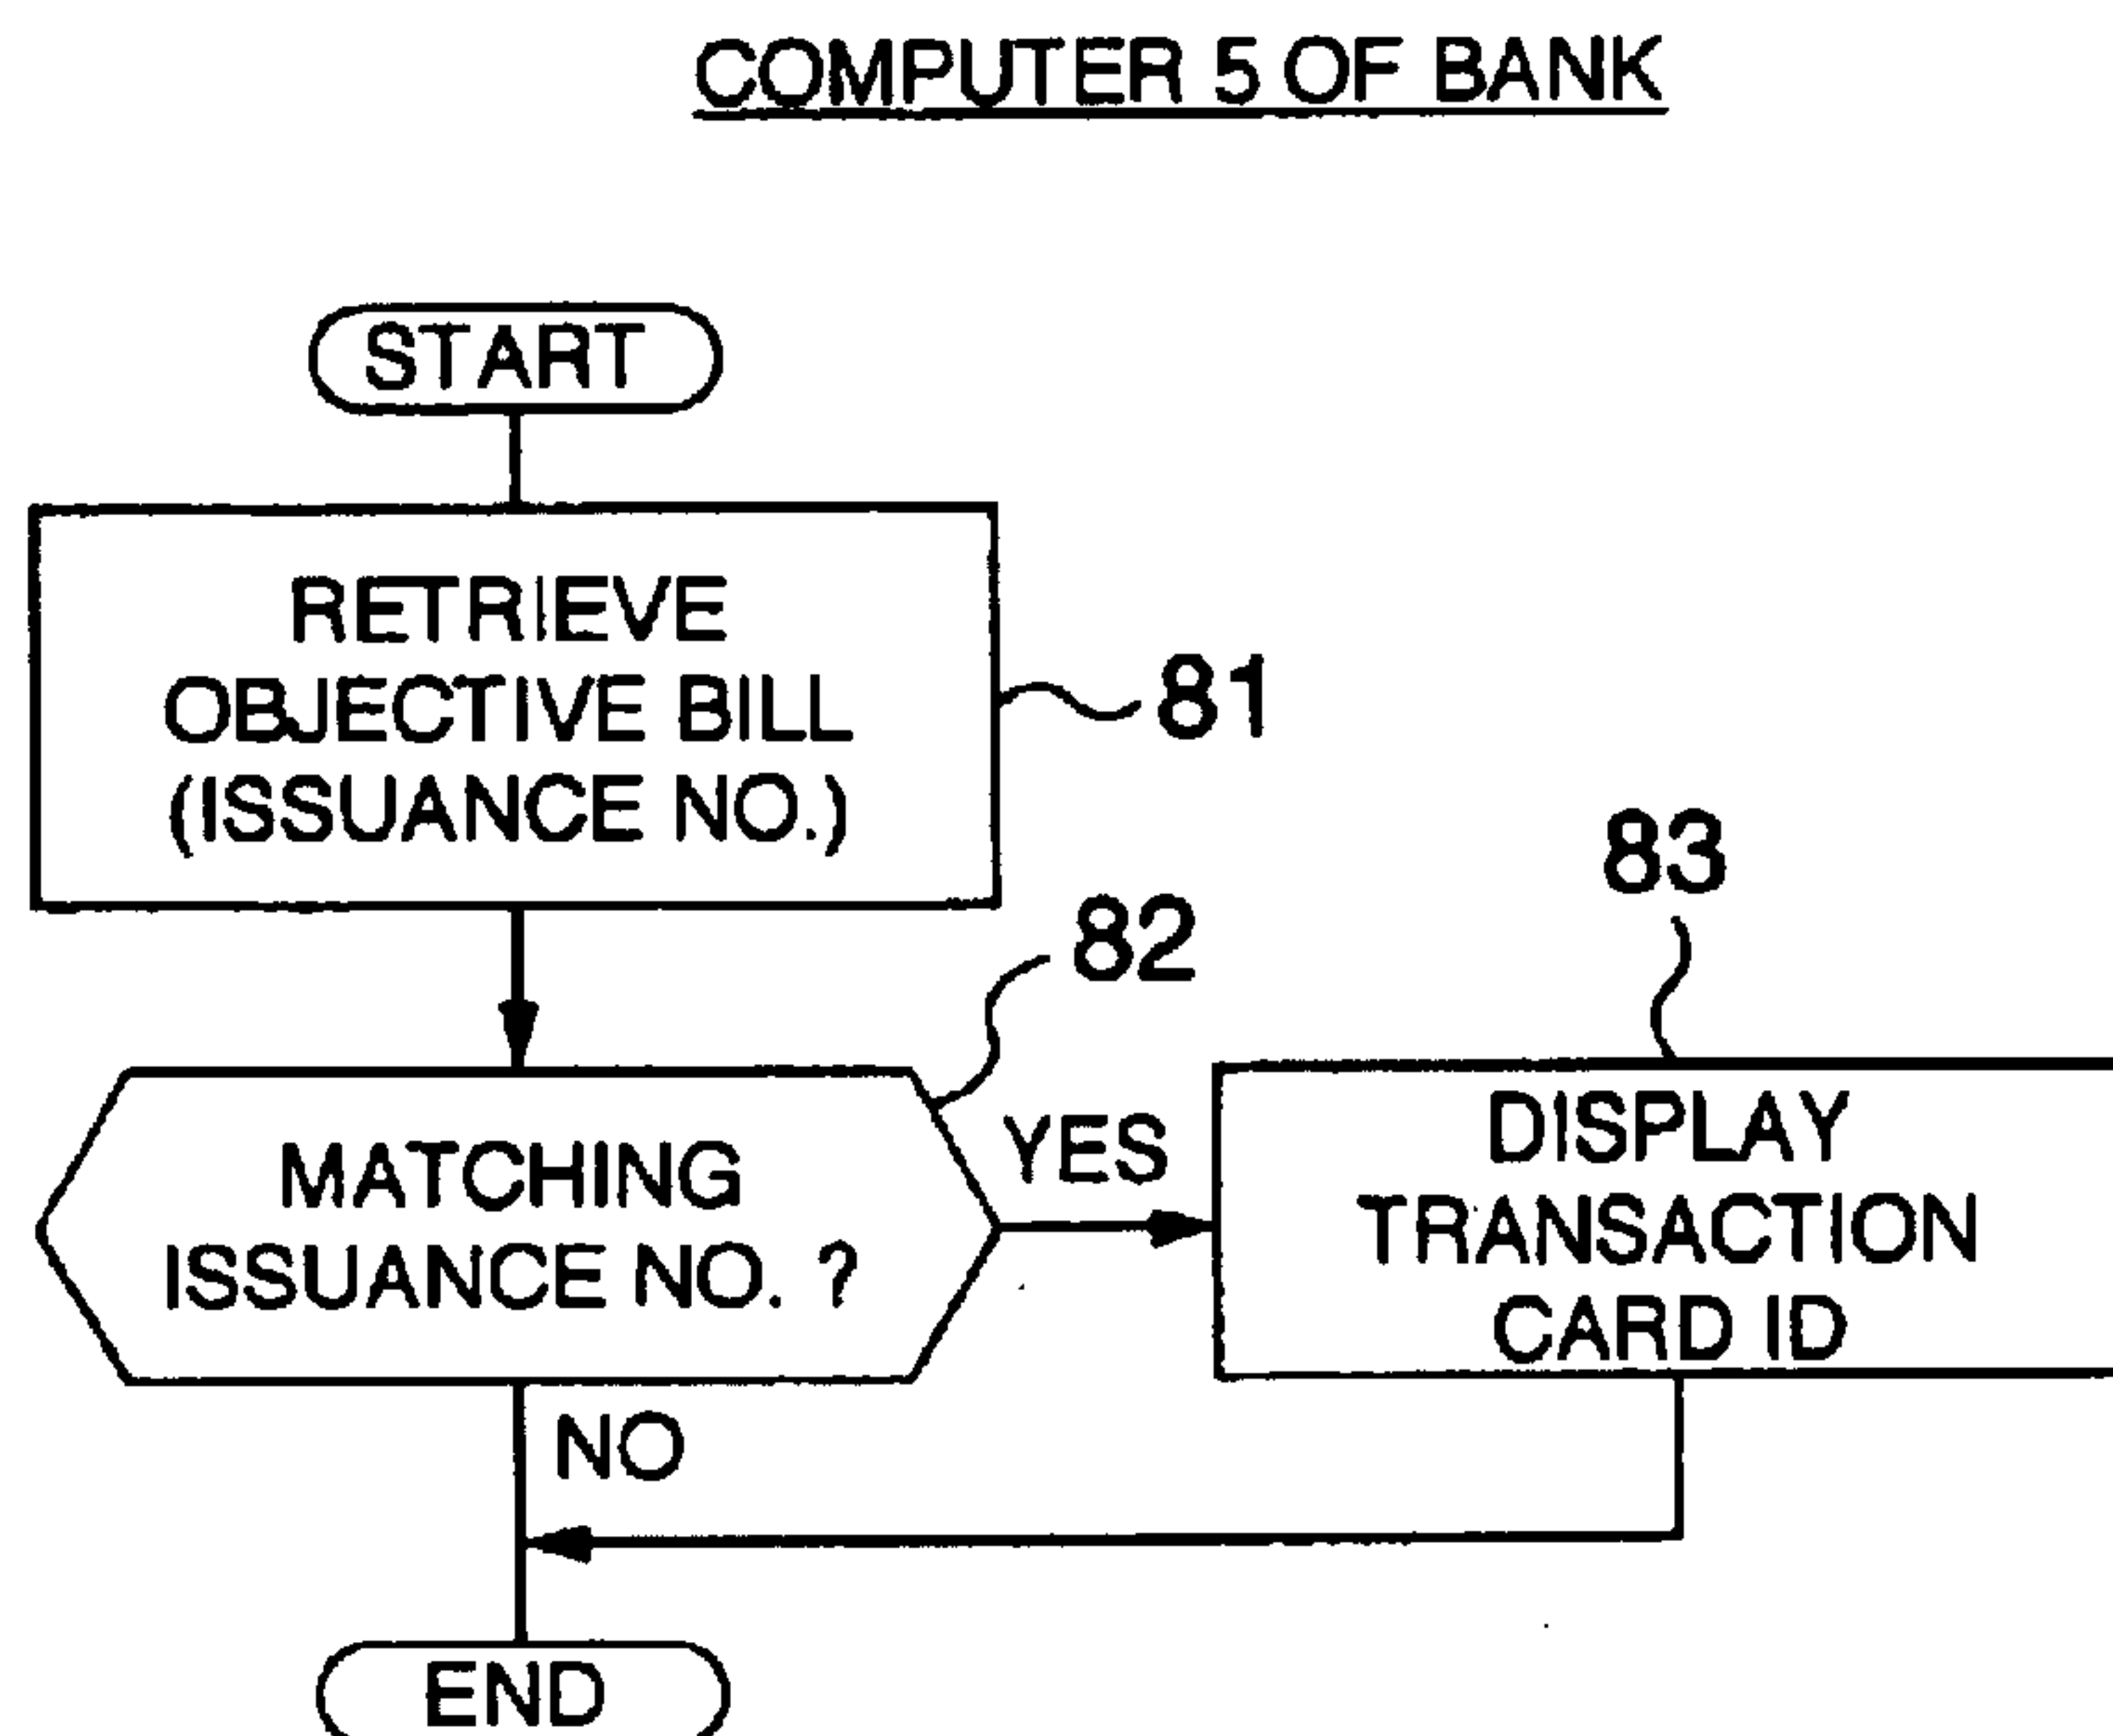 COMPUTER 5 OF BANK
START
RETRIEVE
OBJECTIVE BILL
(ISSUANCE NO.)
81
82
83
MATCHING
ISSUANCE NO. ?
YES
DISPLAY
TRANSACTION
CARD ID
NO
END